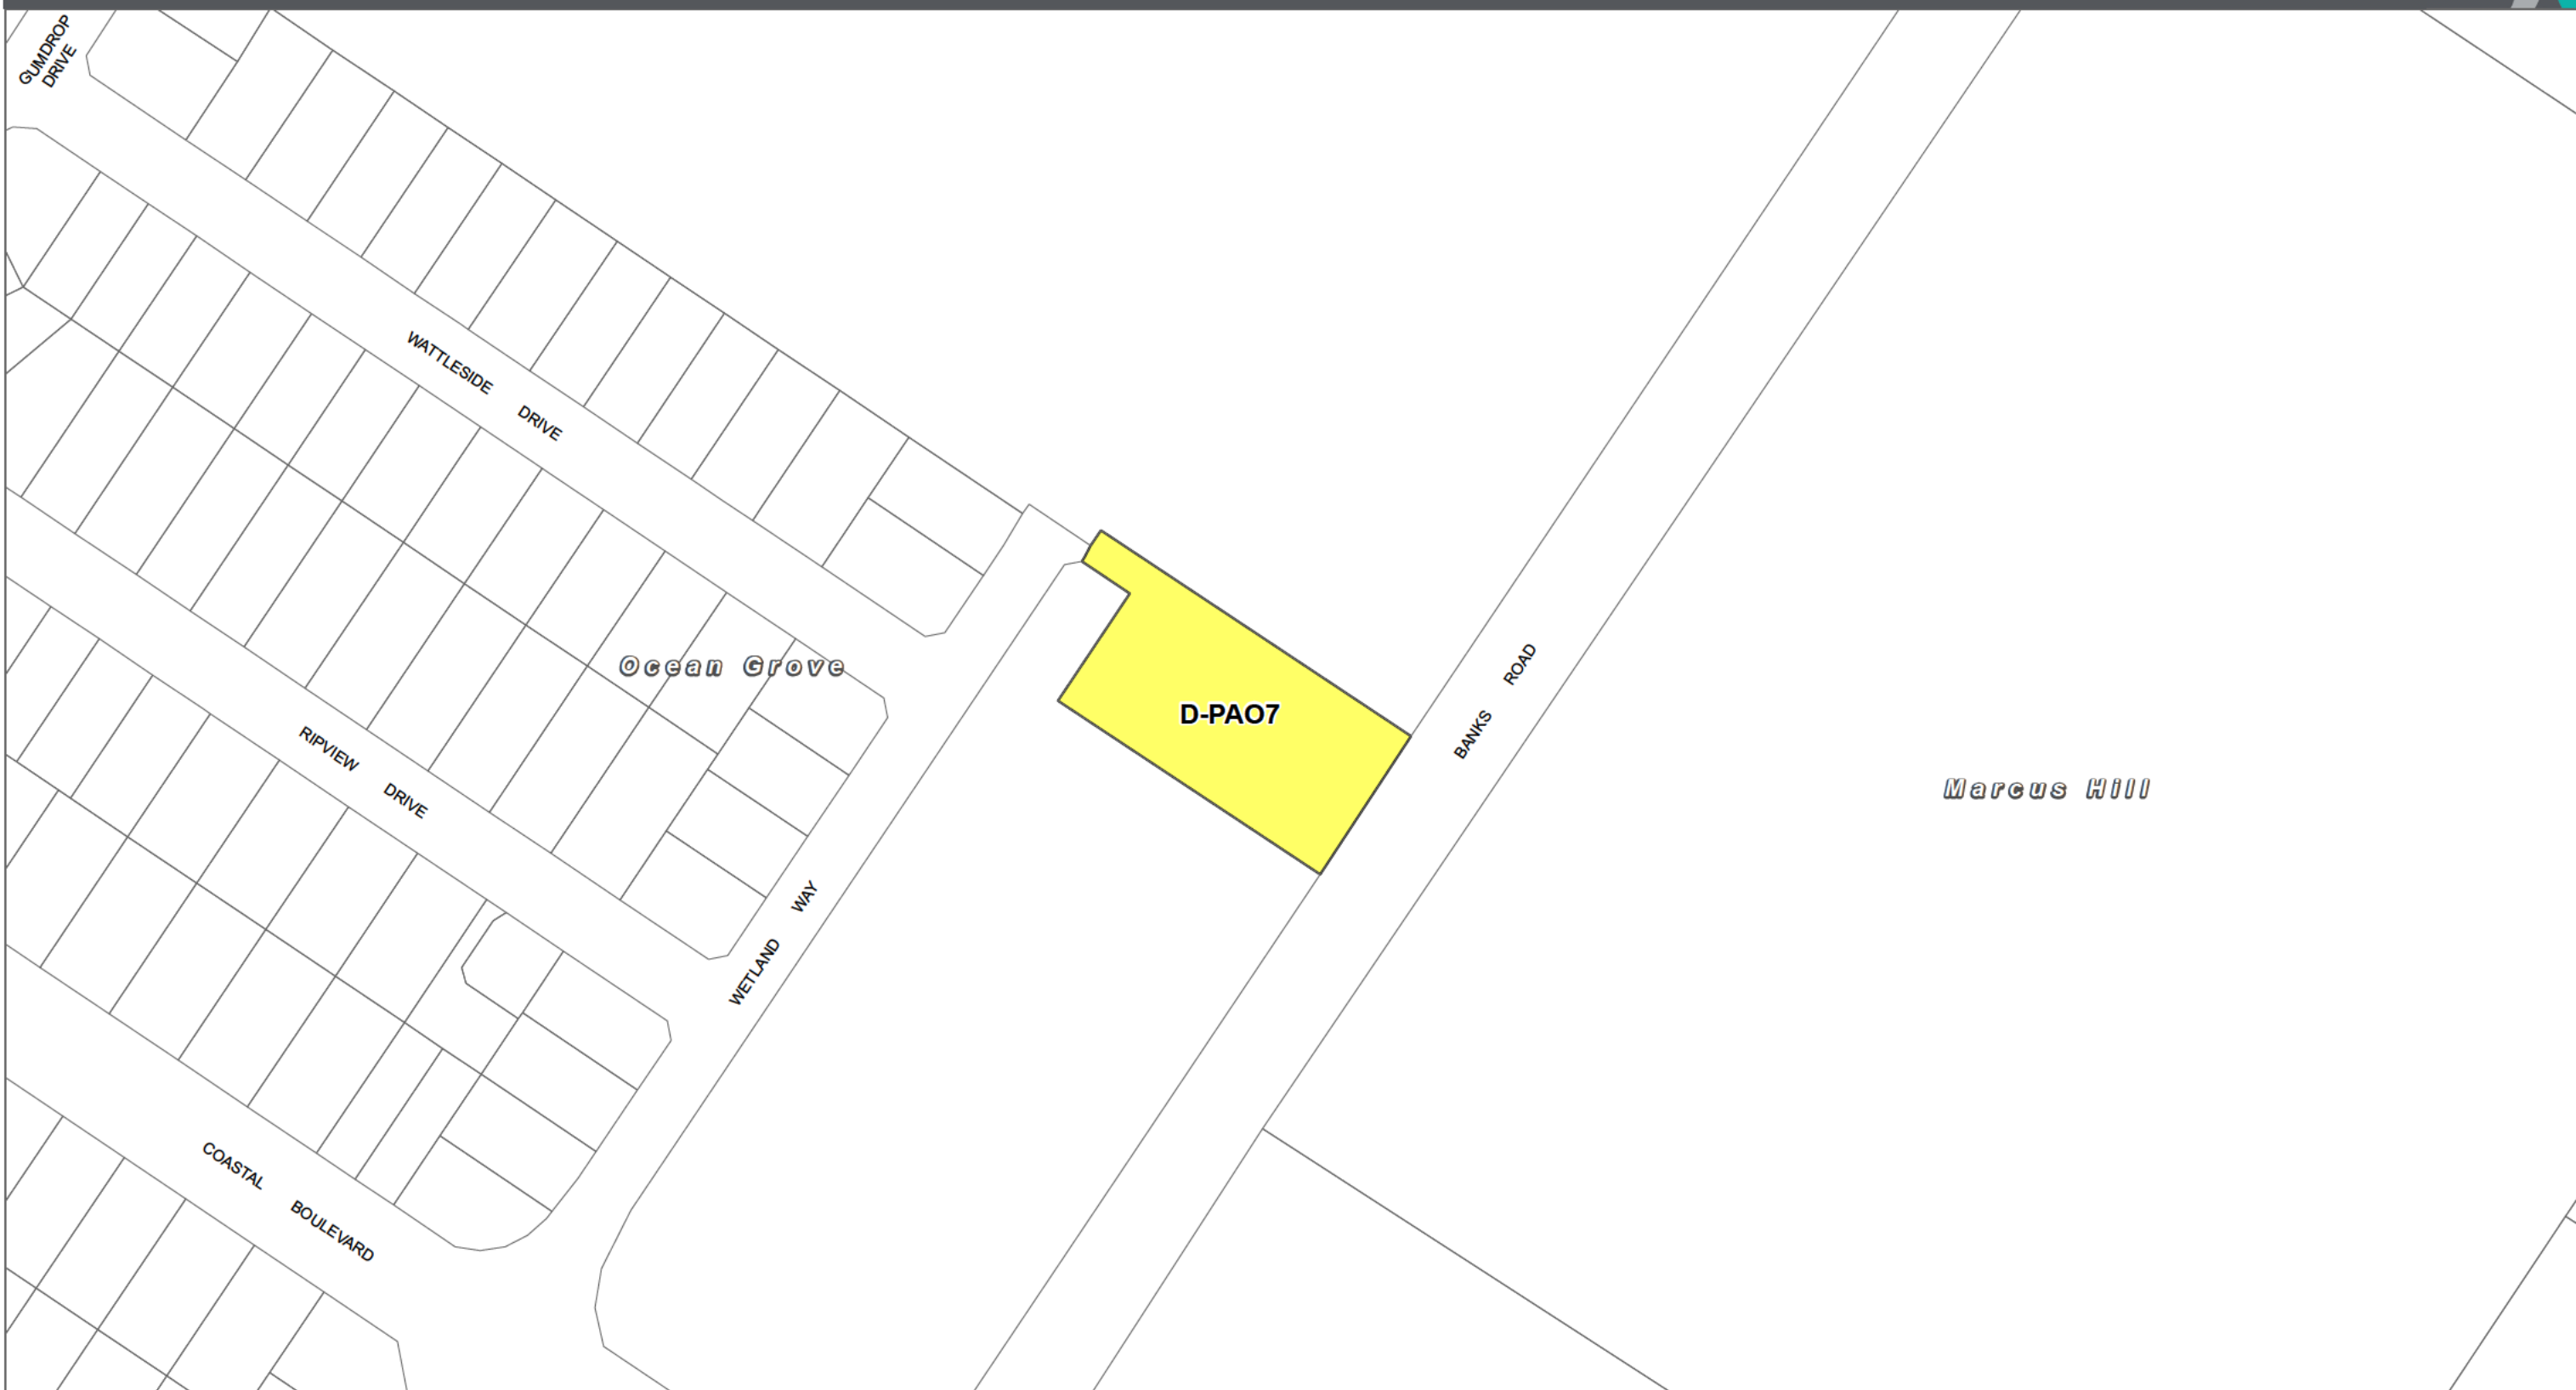 GUMDROP
DRIVE
WATTLESIDE DRIVE
Ocean Grove
BANKS ROAD
D-PAO7
RIPVIEW DRIVE
Marcus Hill
WETLAND WAY
COASTAL BOULEVARD